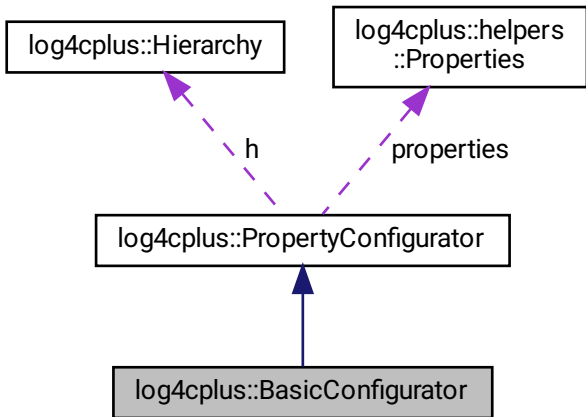 log4cplus::Hierarchy
log4cplus::helpers
::Properties
h
properties
log4cplus::PropertyConfigurator
log4cplus::BasicConfigurator